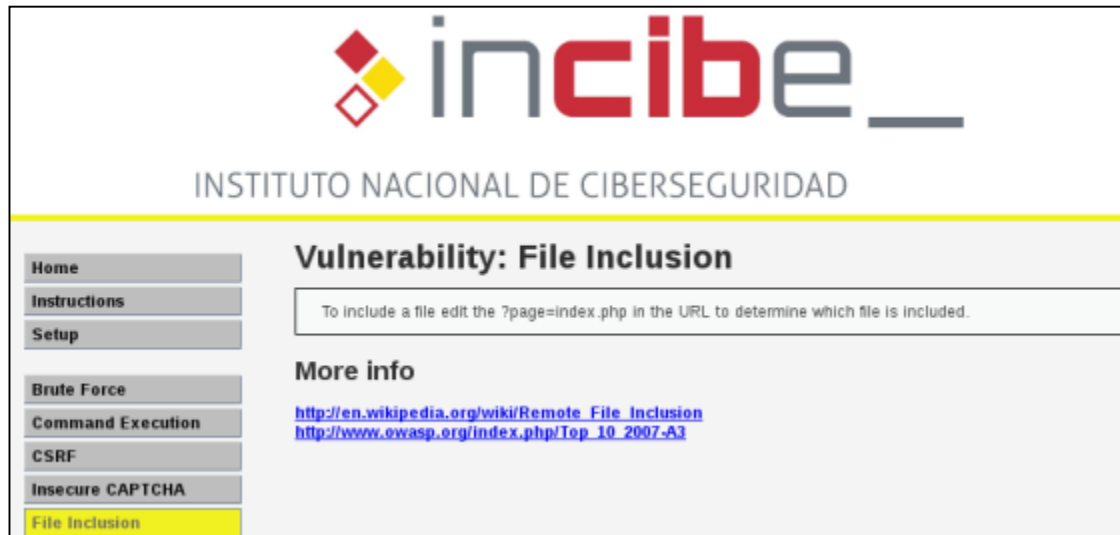 incibe_
INSTITUTO NACIONAL DE CIBERSEGURIDAD
Home
Instructions
Setup
Brute Force
Command Execution
CSRF
Insecure CAPTCHA
File Inclusion
Vulnerability: File Inclusion
To include a file edit the ?page=index.php in the URL to determine which file is included.
More info
http://en.wikipedia.org/wiki/Remote_File_Inclusion
http://www.owasp.org/index.php/Top_10_2007-A3